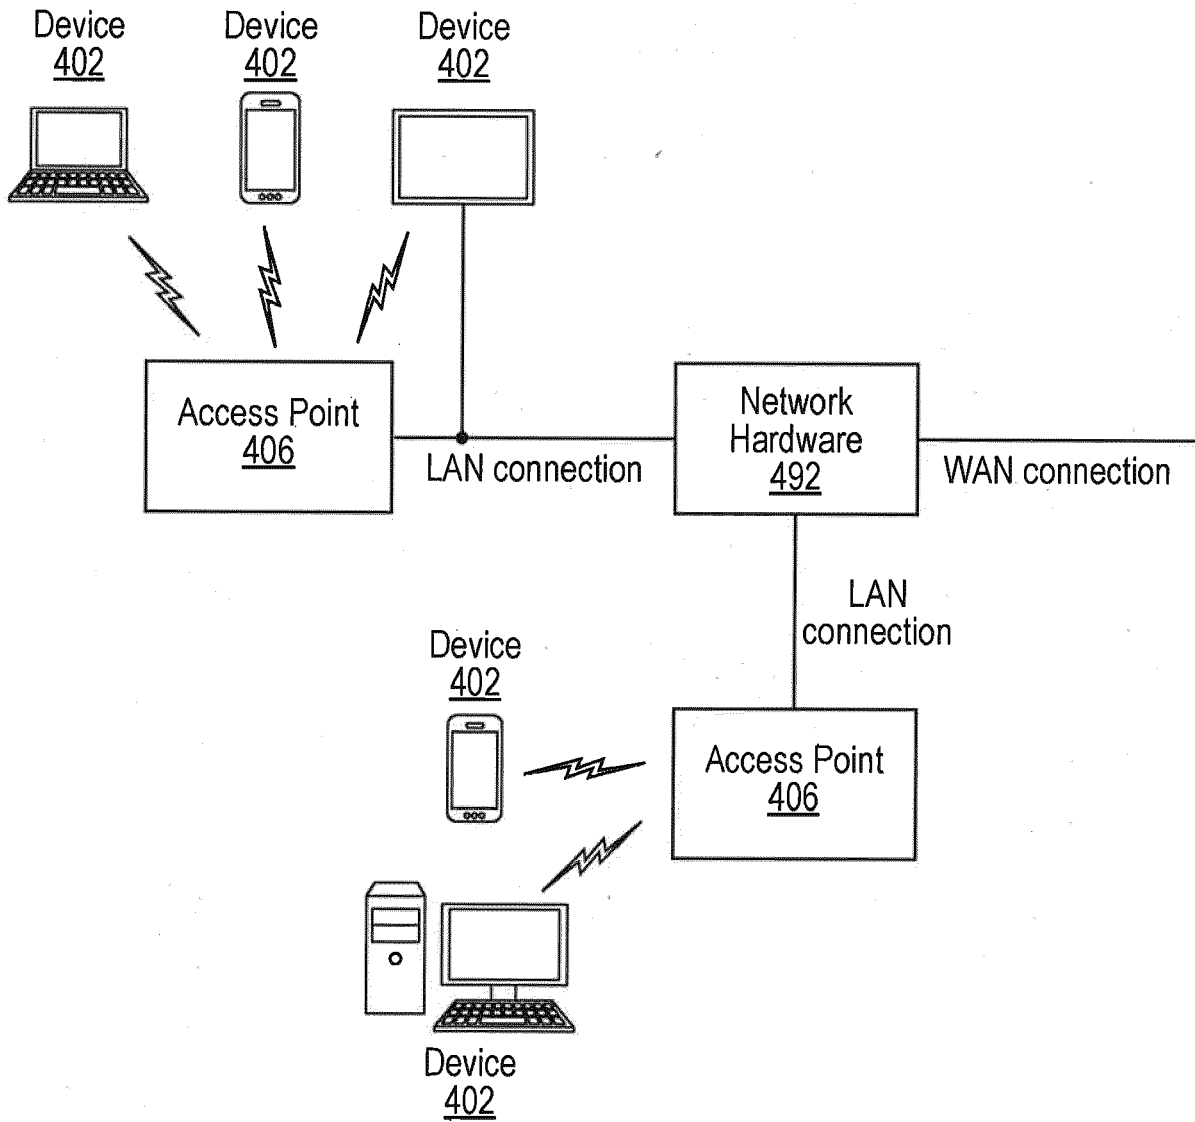 Device
402
Device
402
Device
402
Access Point
406
LAN connection
Network
Hardware
492
WAN connection
LAN
connection
Device
402
Access Point
406
Device
402